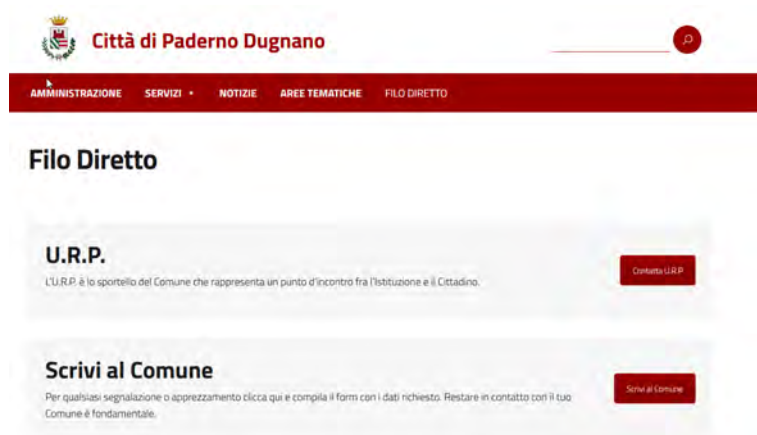 Città di Paderno Dugnano
AMMINISTRAZIONE SERVIZI NOTIZIE AREE TEMATICHE FILO DIRETTO
Filo Diretto
U.R.P.
L'U.R.P. è lo sportello del Comune che rappresenta un punto d'incontro fra l'Istituzione e il Cittadino.
Contatta U.R.P
Scrivi al Comune
Per qualsiasi segnalazione o apprezzamento clicca qui e compila il form con i dati richiesto. Restare in contatto con il tuo
Comune è fondamentale.
Scrivi al Comune